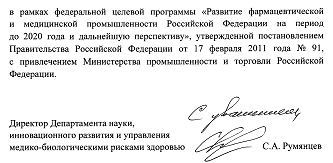 в рамках федеральной целевой программы «Развитие фармацевтической
и медицинской промышленности Российской Федерации на период
до 2020 года и дальнейшую перспективу», утвержденной постановлением
Правительства Российской Федерации от 17 февраля 2011 года № 91,
с привлечением Министерства промышленности и торговли Российской
Федерации.
С уважением,
Директор Департамента науки,
инновационного развития и управления
медико-биологическими рисками здоровью С.А. Румянцев